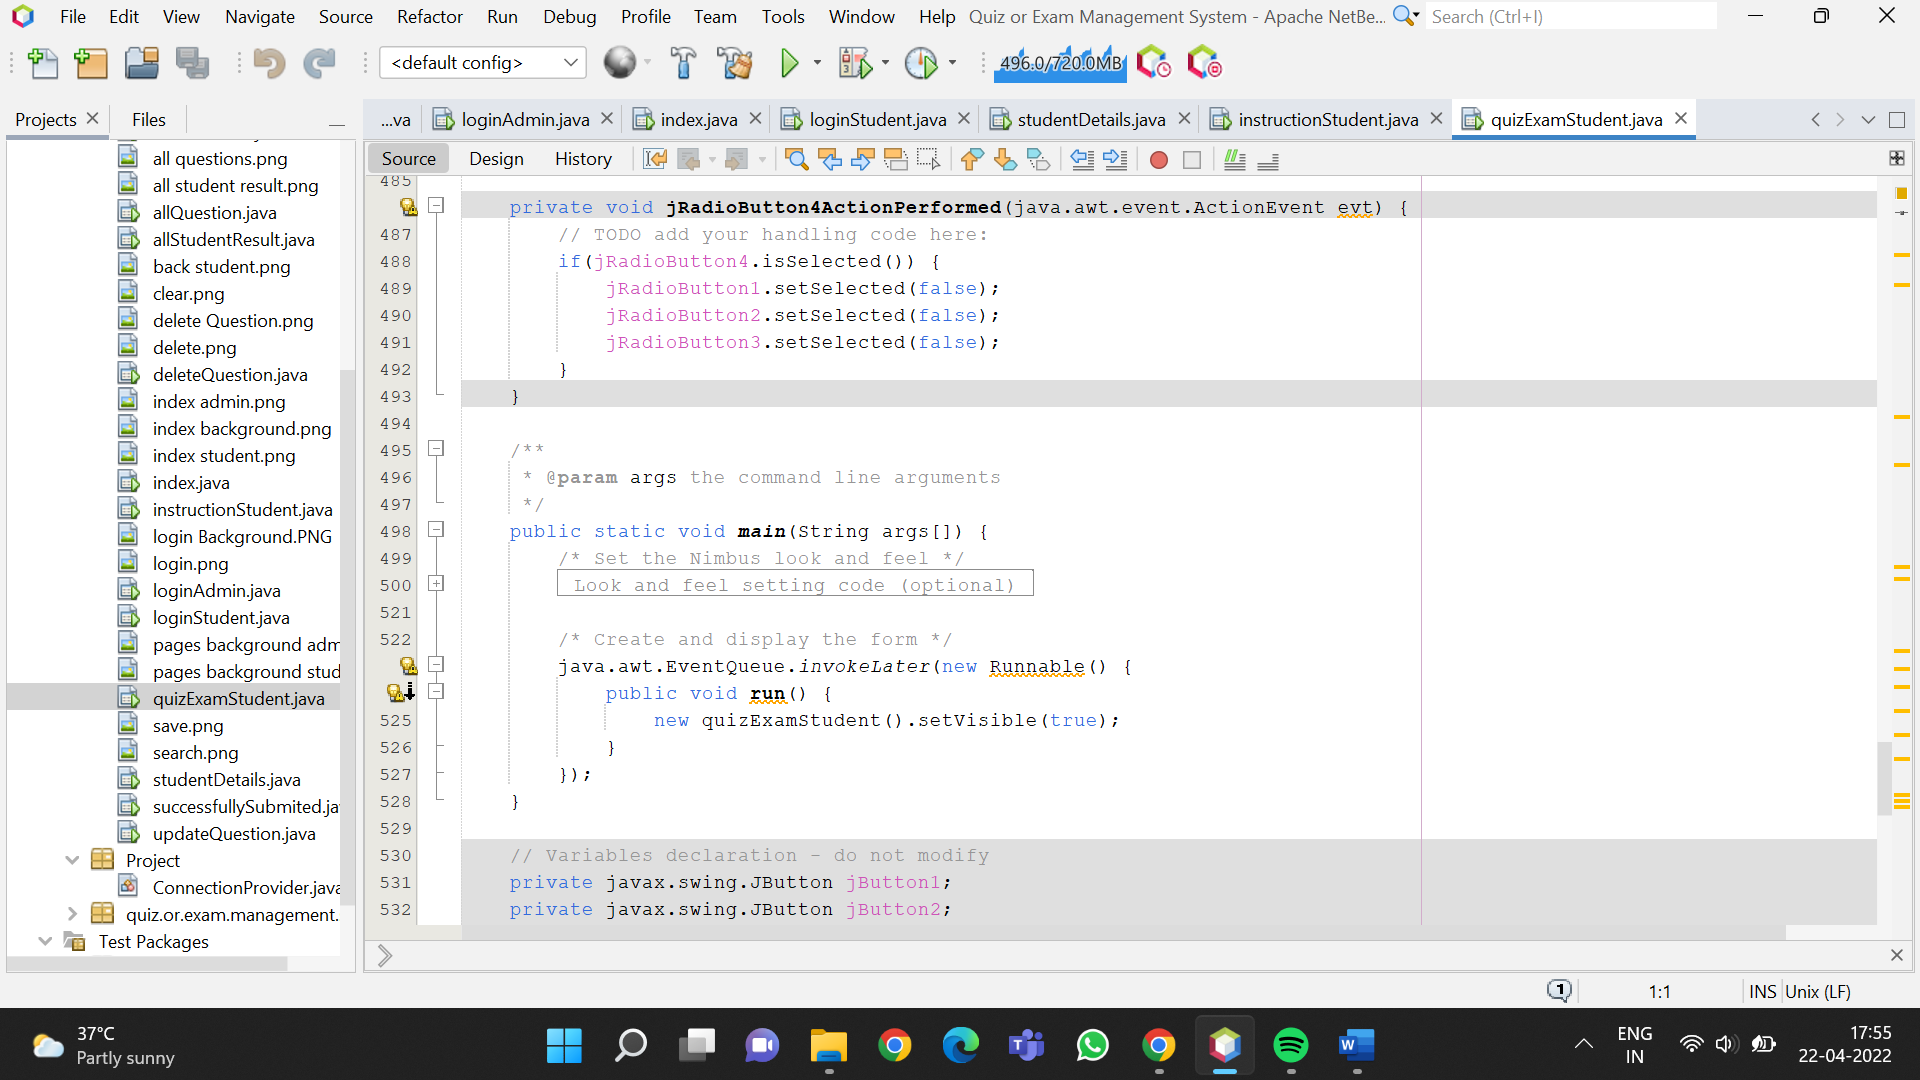 File Edit View Navigate Source Refactor Run Debug Profile Team Tools Window Help Quiz or Exam Management System - Apache NetBe... Search (Ctrl+I)
<default config> 496.0/720.0MB
Projects Files ...va loginAdmin.java index.java loginStudent.java studentDetails.java instructionStudent.java quizExamStudent.java
Source Design History
all questions.png
all student result.png
allQuestion.java
allStudentResult.java
back student.png
clear.png
delete Question.png
delete.png
deleteQuestion.java
index admin.png
index background.png
index student.png
index.java
instructionStudent.java
login Background.PNG
login.png
loginAdmin.java
loginStudent.java
pages background adm
pages background stud
quizExamStudent.java
save.png
search.png
studentDetails.java
successfullySubmited.ja
updateQuestion.java
Project
ConnectionProvider.java
quiz.or.exam.management.
Test Packages
485
private void jRadioButton4ActionPerformed(java.awt.event.ActionEvent evt) {
487 // TODO add your handling code here:
488 if(jRadioButton4.isSelected()) {
489 jRadioButton1.setSelected(false);
490 jRadioButton2.setSelected(false);
491 jRadioButton3.setSelected(false);
492 }
493 }
494
495 /**
496 * @param args the command line arguments
497 */
498 public static void main(String args[]) {
499 /* Set the Nimbus look and feel */
500 Look and feel setting code (optional)
521
522 /* Create and display the form */
java.awt.EventQueue.invokeLater(new Runnable() {
public void run() {
525 new quizExamStudent().setVisible(true);
526 }
527 });
528 }
529
530 // Variables declaration - do not modify
531 private javax.swing.JButton jButton1;
532 private javax.swing.JButton jButton2;
1 1:1 INS Unix (LF)
37°C
Partly sunny
ENG
IN
17:55
22-04-2022